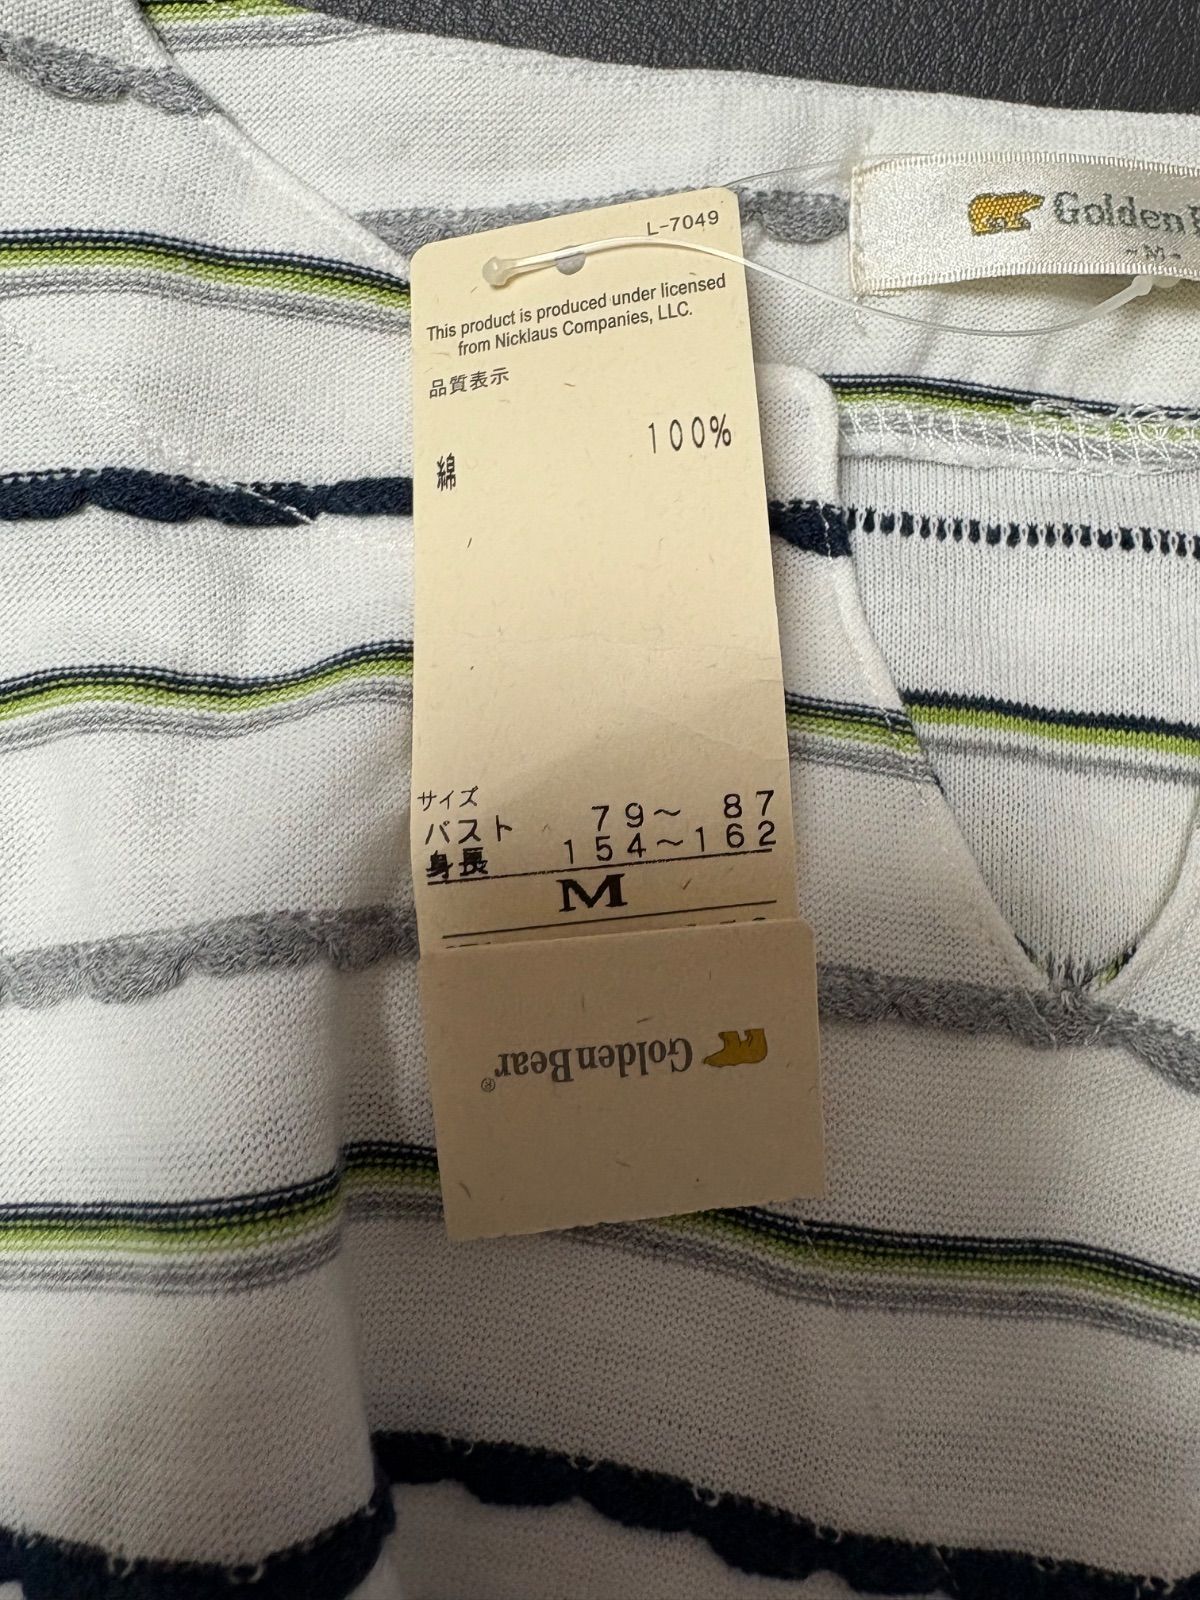 L-7049
This product is produced under licensed
from Nicklaus Companies, LLC.
品質表示
綿 100%
サイズ
バスト 79～ 87
身長 154～162
M
GoldenBear®
Golden
-M-